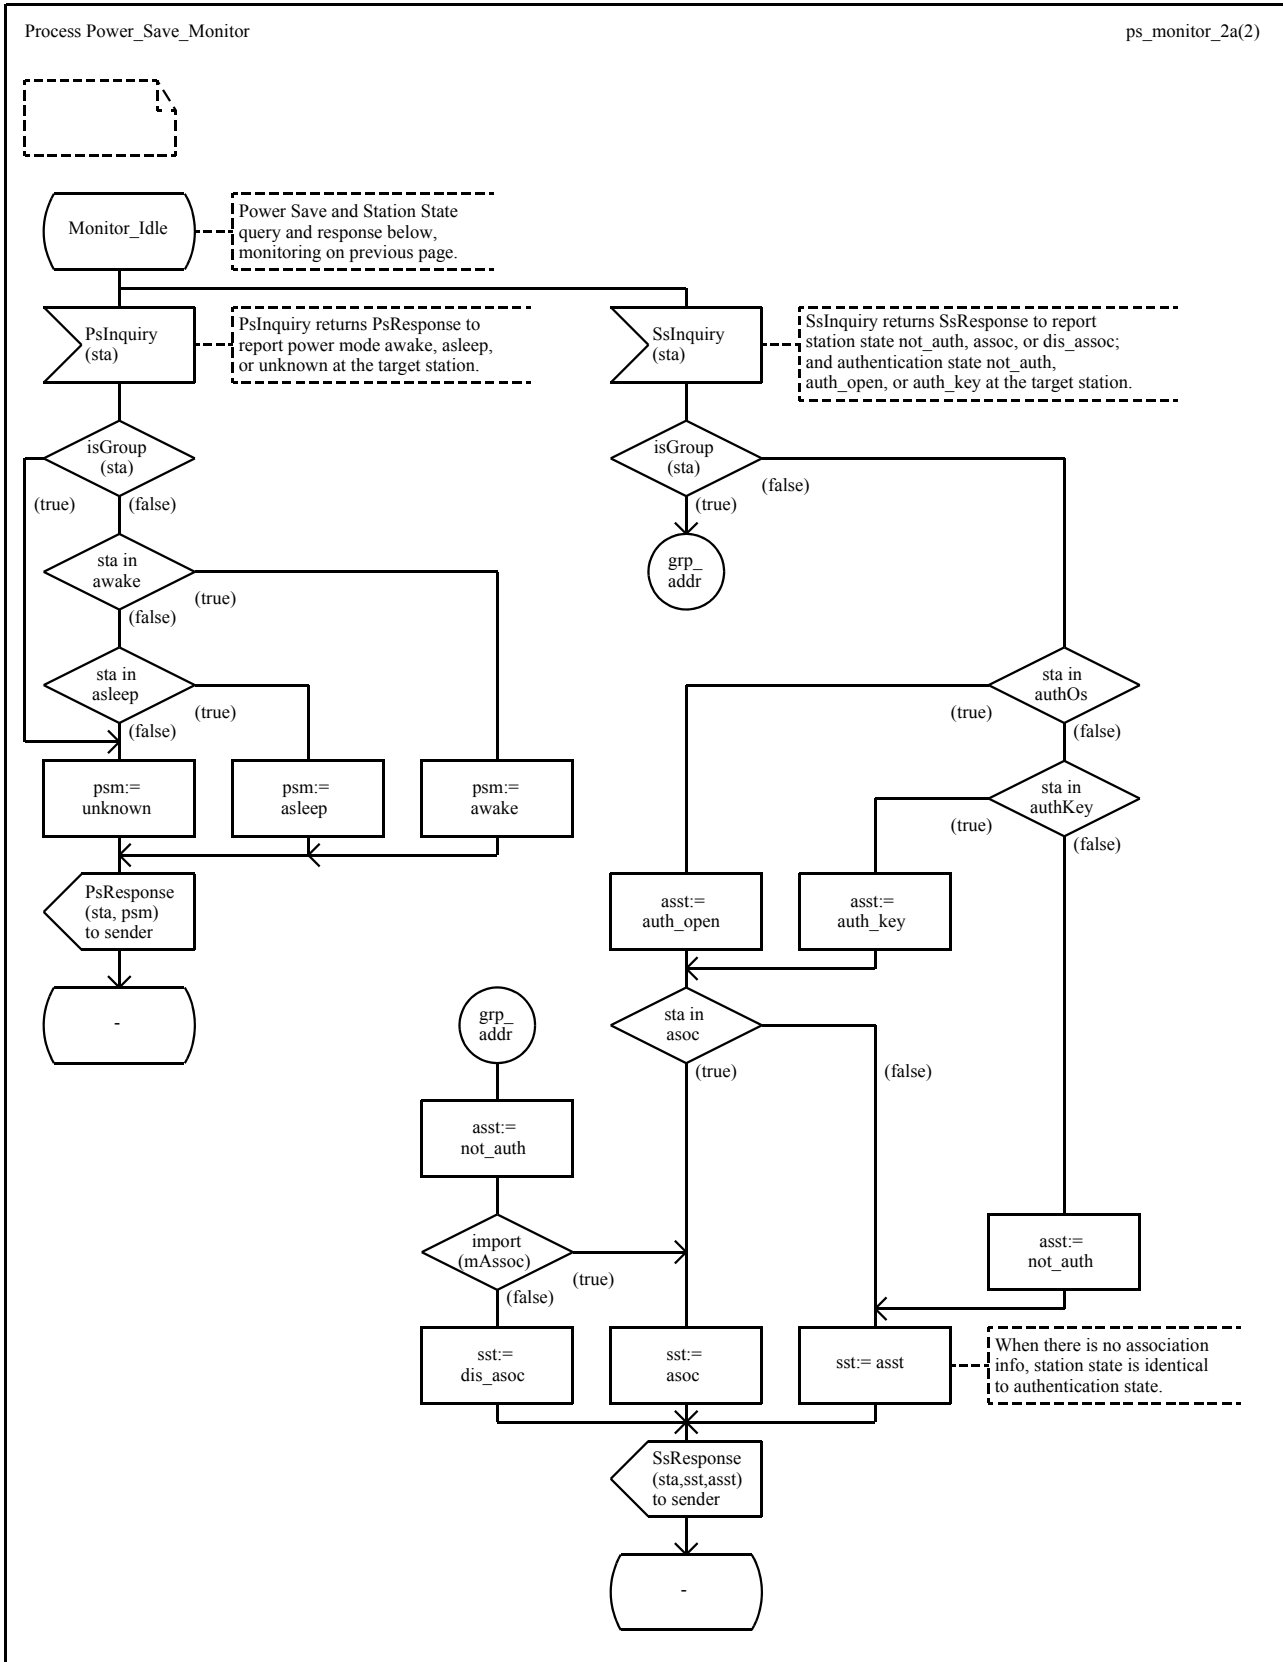 Process Power_Save_Monitor
ps_monitor_2a(2)
Monitor_Idle
Power Save and Station State
query and response below,
monitoring on previous page.
PsInquiry
(sta)
PsInquiry returns PsResponse to
report power mode awake, asleep,
or unknown at the target station.
SsInquiry
(sta)
SsInquiry returns SsResponse to report
station state not_auth, assoc, or dis_assoc;
and authentication state not_auth,
auth_open, or auth_key at the target station.
isGroup
(sta)
(true)
(false)
isGroup
(sta)
(false)
(true)
sta in
awake
(true)
(false)
grp_
addr
sta in
asleep
(true)
(false)
sta in
authOs
(true)
(false)
psm:=
unknown
psm:=
asleep
psm:=
awake
sta in
authKey
(true)
(false)
PsResponse
(sta, psm)
to sender
asst:=
auth_open
asst:=
auth_key
-
grp_
addr
sta in
asoc
(true)
(false)
asst:=
not_auth
import
(mAssoc)
(true)
(false)
asst:=
not_auth
sst:=
dis_asoc
sst:=
asoc
sst:= asst
When there is no association
info, station state is identical
to authentication state.
SsResponse
(sta,sst,asst)
to sender
-